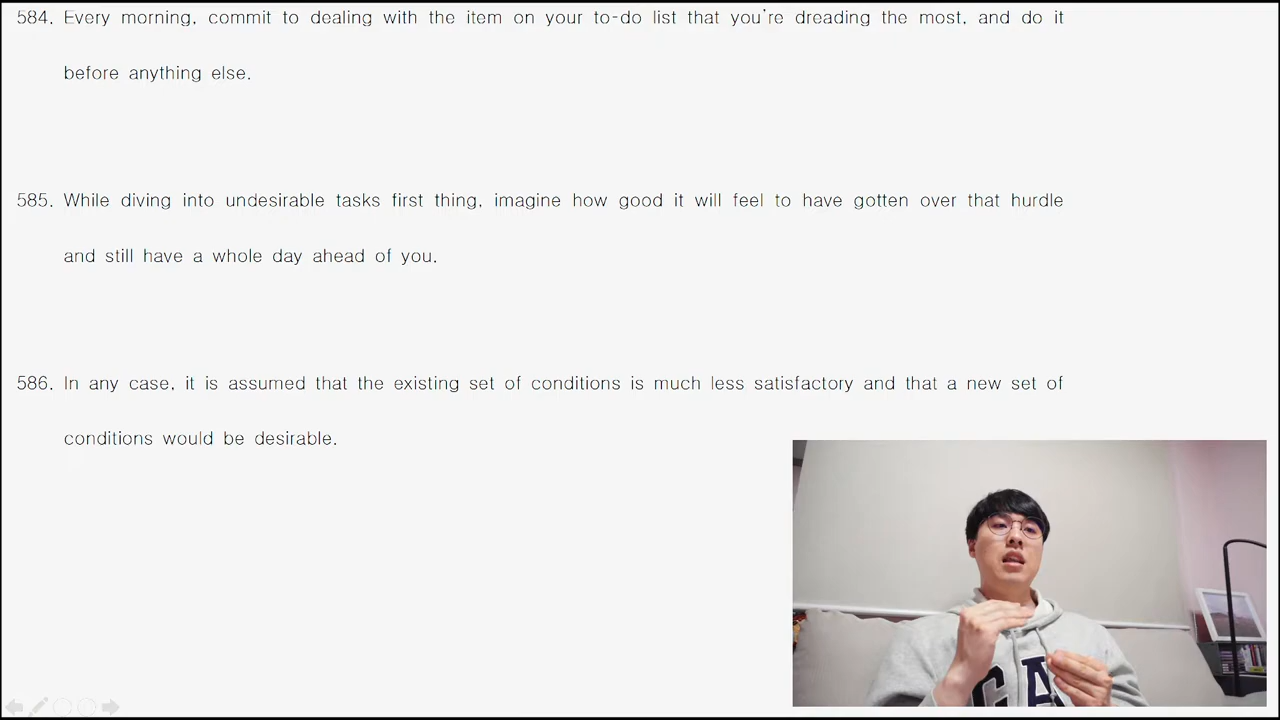 584. Every morning, commit to dealing with the item on your to-do list that you're dreading the most, and do it
before anything else.
585. While diving into undesirable tasks first thing, imagine how good it will feel to have gotten over that hurdle
and still have a whole day ahead of you.
586. In any case, it is assumed that the existing set of conditions is much less satisfactory and that a new set of
conditions would be desirable.
GA